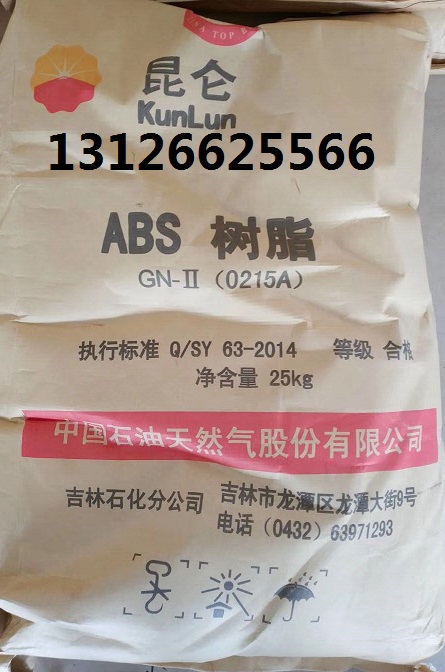 A TOP B
昆仑
KunLun
13126625566
ABS 树脂
GN-Ⅱ（0215A）
执行标准 Q/SY 63-2014 等级 合格
净含量 25kg
中国石油天然气股份有限公司
吉林石化分公司 吉林市龙潭区龙潭大街9号
电话（0432）63971293